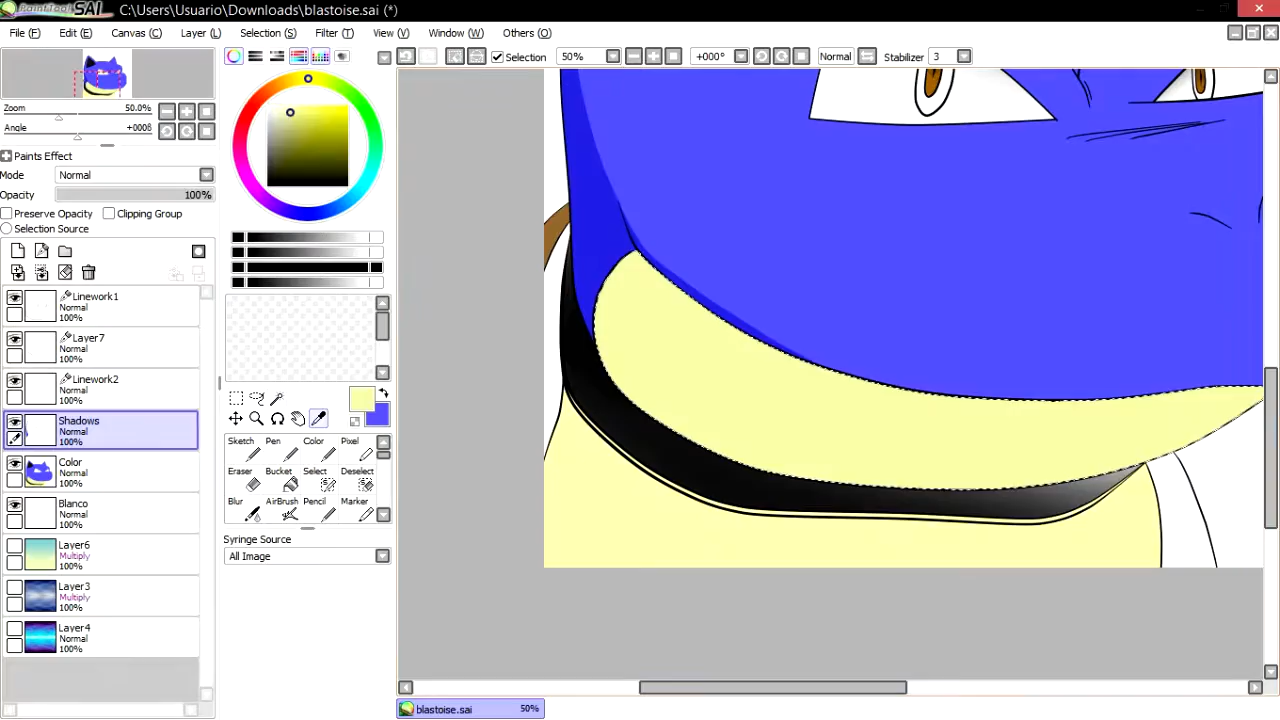 PaintTool SAI C:\Users\Usuario\Downloads\blastoise.sai (*)
File (F) Edit (E) Canvas (C) Layer (L) Selection (S) Filter (T) View (V) Window (W) Others (O)
Selection 50% +000° Normal Stabilizer 3
Zoom 50.0%
Angle +000ß
Paints Effect
Mode Normal
Opacity 100%
Preserve Opacity Clipping Group
Selection Source
Linework1
Normal
100%
Layer7
Normal
100%
Linework2
Normal
100%
Shadows
Normal
100%
Color
Normal
100%
Blanco
Normal
100%
Layer6
Multiply
100%
Layer3
Multiply
100%
Layer4
Normal
100%
Sketch Pen Color Pixel
Eraser Bucket Select Deselect
Blur AirBrush Pencil Marker
Syringe Source
All Image
blastoise.sai 50%